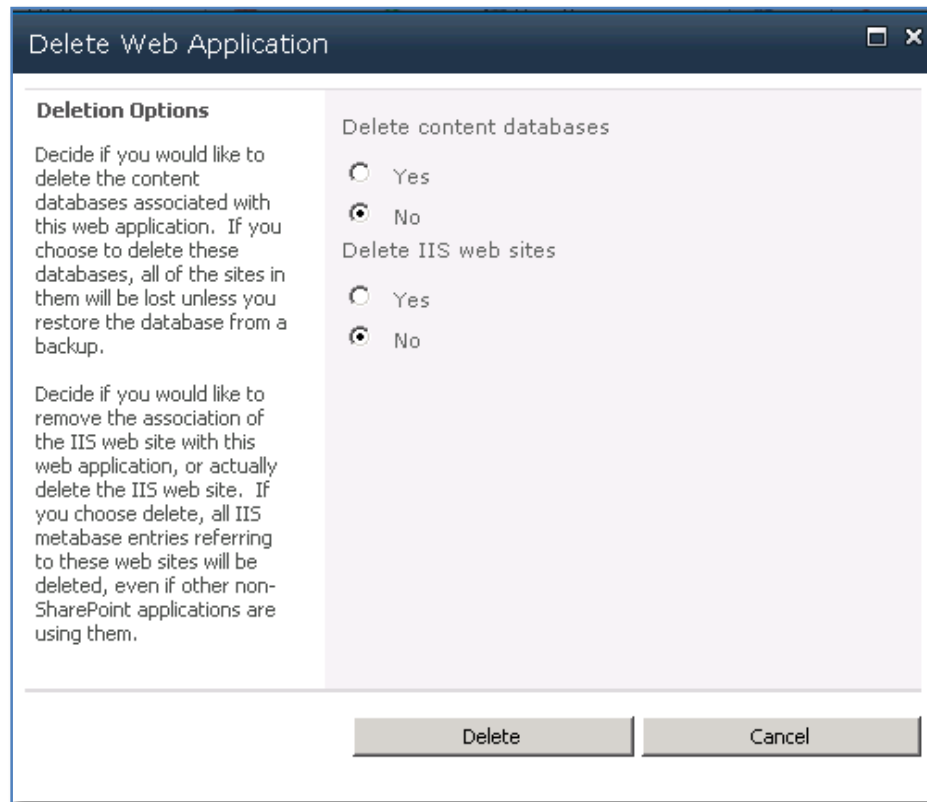 Delete Web Application
Deletion Options
Decide if you would like to
delete the content
databases associated with
this web application.  If you
choose to delete these
databases, all of the sites in
them will be lost unless you
restore the database from a
backup.
Decide if you would like to
remove the association of
the IIS web site with this
web application, or actually
delete the IIS web site.  If
you choose delete, all IIS
metabase entries referring
to these web sites will be
deleted, even if other non-
SharePoint applications are
using them.
Delete content databases
Yes
No
Delete IIS web sites
Yes
No
Delete
Cancel